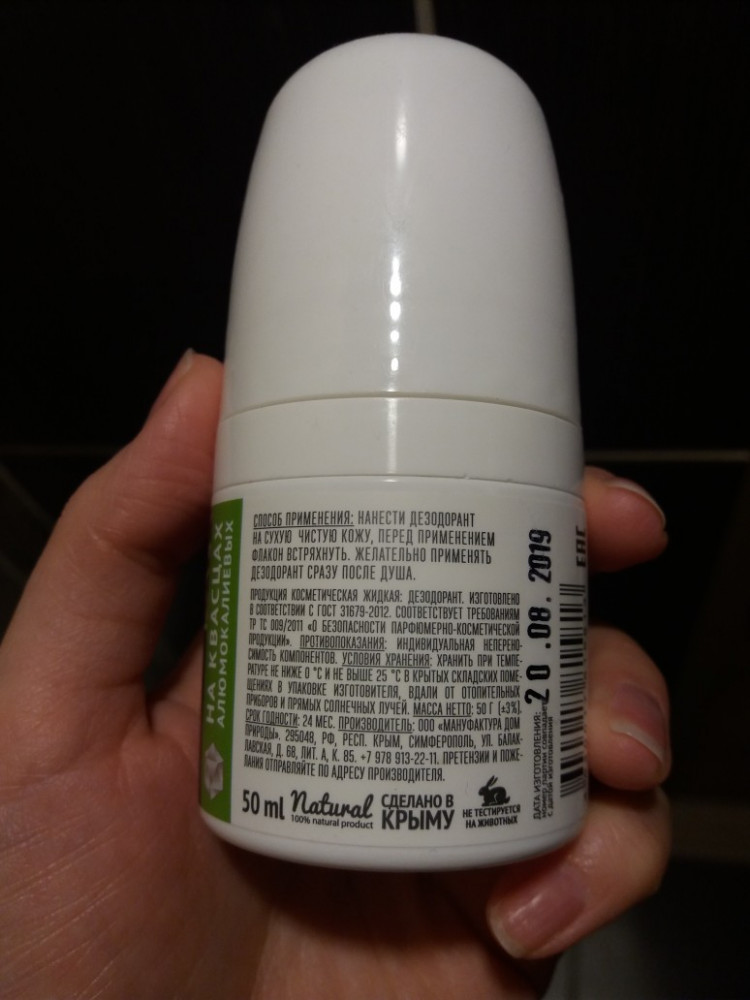 НА КВАСЦАХ
АЛЮМОКАЛИЕВЫХ
СПОСОБ ПРИМЕНЕНИЯ: НАНЕСТИ ДЕЗОДОРАНТ
НА СУХУЮ ЧИСТУЮ КОЖУ, ПЕРЕД ПРИМЕНЕНИЕМ
ФЛАКОН ВСТРЯХНУТЬ. ЖЕЛАТЕЛЬНО ПРИМЕНЯТЬ
ДЕЗОДОРАНТ СРАЗУ ПОСЛЕ ДУША.
ПРОДУКЦИЯ КОСМЕТИЧЕСКАЯ ЖИДКАЯ: ДЕЗОДОРАНТ. ИЗГОТОВЛЕНО
В СООТВЕТСТВИИ С ГОСТ 31679-2012. СООТВЕТСТВУЕТ ТРЕБОВАНИЯМ
ТР ТС 009/2011 «О БЕЗОПАСНОСТИ ПАРФЮМЕРНО-КОСМЕТИЧЕСКОЙ
ПРОДУКЦИИ». ПРОТИВОПОКАЗАНИЯ: ИНДИВИДУАЛЬНАЯ НЕПЕРЕНО-
СИМОСТЬ КОМПОНЕНТОВ. УСЛОВИЯ ХРАНЕНИЯ: ХРАНИТЬ ПРИ ТЕМПЕ-
РАТУРЕ НЕ НИЖЕ 0 °С И НЕ ВЫШЕ 25 °С В КРЫТЫХ СКЛАДСКИХ ПОМЕ-
ЩЕНИЯХ В УПАКОВКЕ ИЗГОТОВИТЕЛЯ, ВДАЛИ ОТ ОТОПИТЕЛЬНЫХ
ПРИБОРОВ И ПРЯМЫХ СОЛНЕЧНЫХ ЛУЧЕЙ. МАССА НЕТТО: 50 Г (±3%).
СРОК ГОДНОСТИ: 24 МЕС. ПРОИЗВОДИТЕЛЬ: ООО «МАНУФАКТУРА ДОМ
ПРИРОДЫ». 295048, РФ, РЕСП. КРЫМ, СИМФЕРОПОЛЬ, УЛ. БАЛАК-
ЛАВСКАЯ, Д. 68, ЛИТ. А, К. 85. +7 978 913-22-11. ПРЕТЕНЗИИ И ПОЖЕ-
ЛАНИЯ ОТПРАВЛЯЙТЕ ПО АДРЕСУ ПРОИЗВОДИТЕЛЯ.
50 ml
Natural
100% natural product
СДЕЛАНО В
КРЫМУ
НЕ ТЕСТИРУЕТСЯ
НА ЖИВОТНЫХ
ДАТА ИЗГОТОВЛЕНИЯ:
номер партии совпадает
с датой изготовления
20.08.2019
EAC